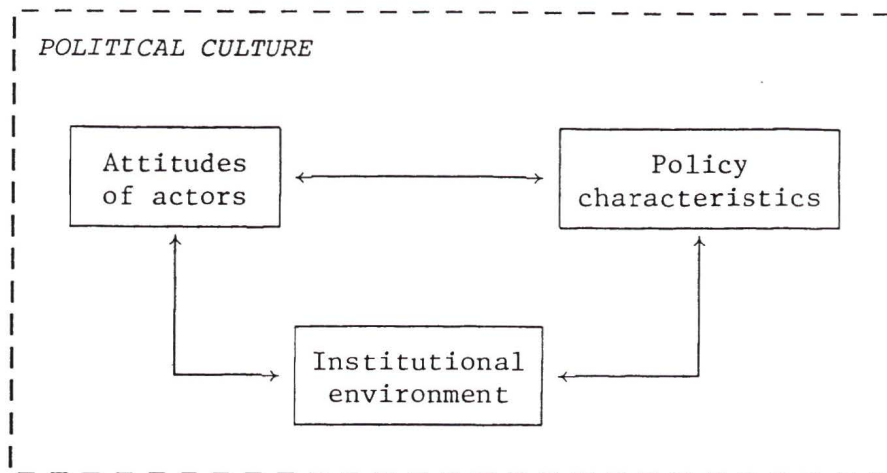 POLITICAL CULTURE
Attitudes
of actors
Policy
characteristics
Institutional
environment